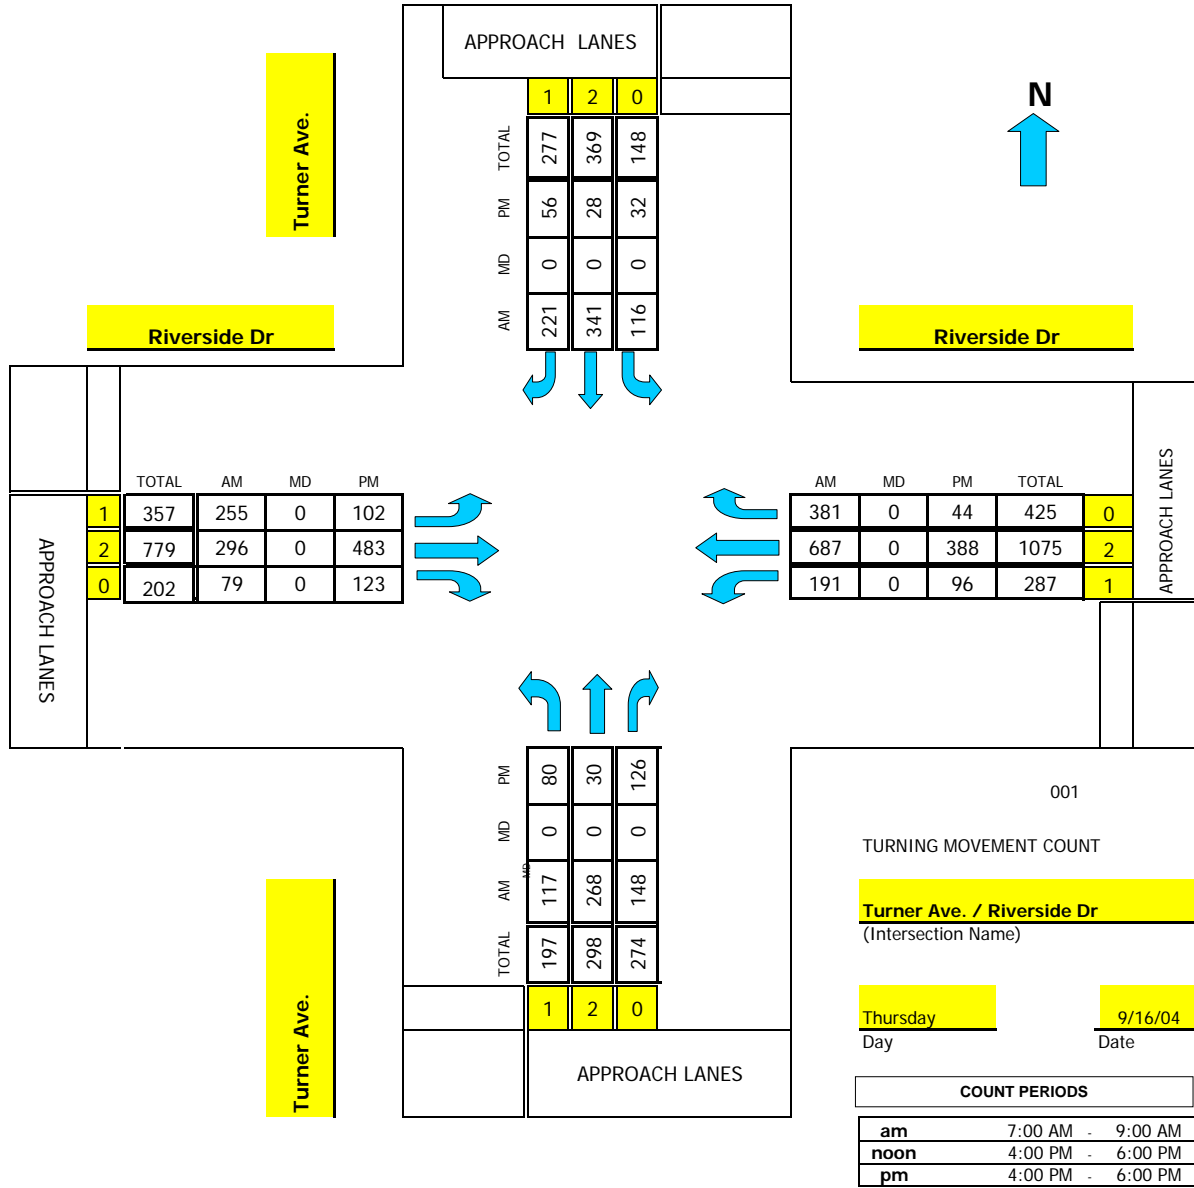 APPROACH LANES
1 2 0
N
Turner Ave.
TOTAL 277 369 148
PM 56 28 32
MD 0 0 0
AM 221 341 116
Riverside Dr
Riverside Dr
TOTAL AM MD PM
1 357 255 0 102
2 779 296 0 483
0 202 79 0 123
APPROACH LANES
AM MD PM TOTAL
381 0 44 425 0
687 0 388 1075 2
191 0 96 287 1
APPROACH LANES
PM 80 30 126
MD 0 0 0
MD
AM 117 268 148
TOTAL 197 298 274
1 2 0
APPROACH LANES
Turner Ave.
001
TURNING MOVEMENT COUNT
Turner Ave. / Riverside Dr
(Intersection Name)
Thursday 9/16/04
Day Date
COUNT PERIODS
am 7:00 AM - 9:00 AM
noon 4:00 PM - 6:00 PM
pm 4:00 PM - 6:00 PM